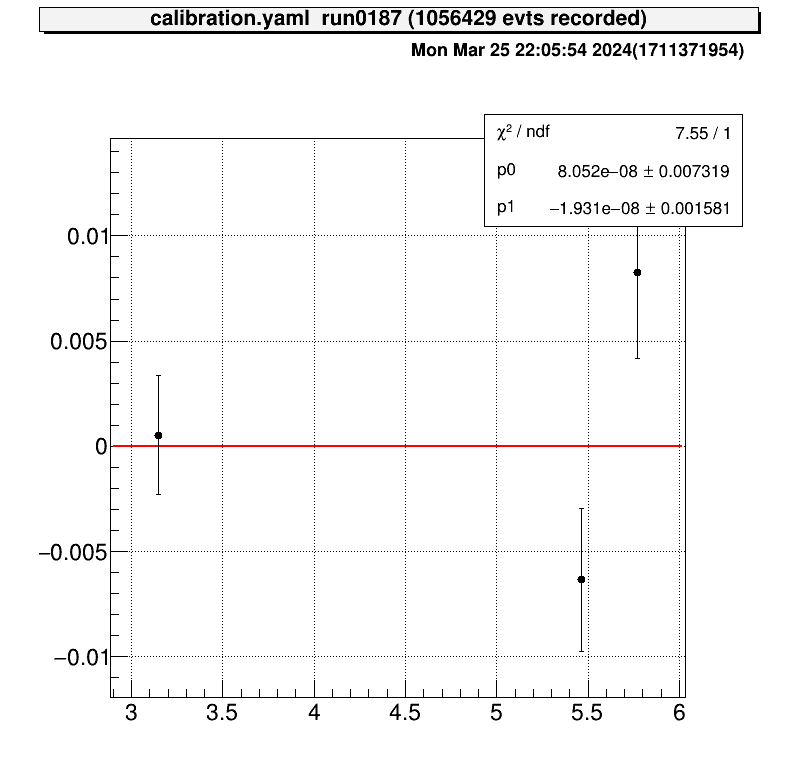 calibration.yaml run0187 (1056429 evts recorded)
Mon Mar 25 22:05:54 2024(1711371954)
χ² / ndf 7.55 / 1
p0 8.052e−08 ± 0.007319
p1 −1.931e−08 ± 0.001581
0.01
0.005
0
−0.005
−0.01
3 3.5 4 4.5 5 5.5 6